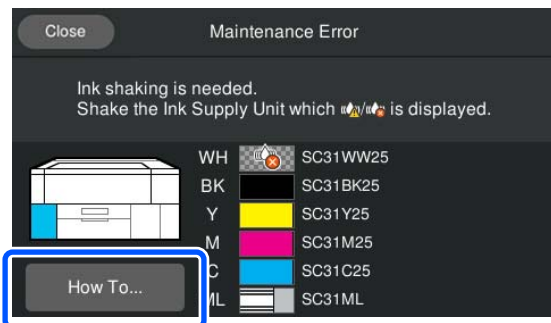 Close
Maintenance Error
Ink shaking is needed.
Shake the Ink Supply Unit which / is displayed.
WH SC31WW25
BK SC31BK25
Y SC31Y25
M SC31M25
C SC31C25
ML SC31ML
How To...